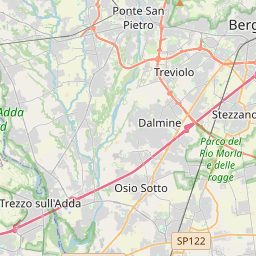 Ponte San
Pietro
Berg
Treviolo
Adda
d
Stezzano
Dalmine
Parco del
Rio Morla
e delle
rogge
Osio Sotto
Trezzo sull'Adda
SP122